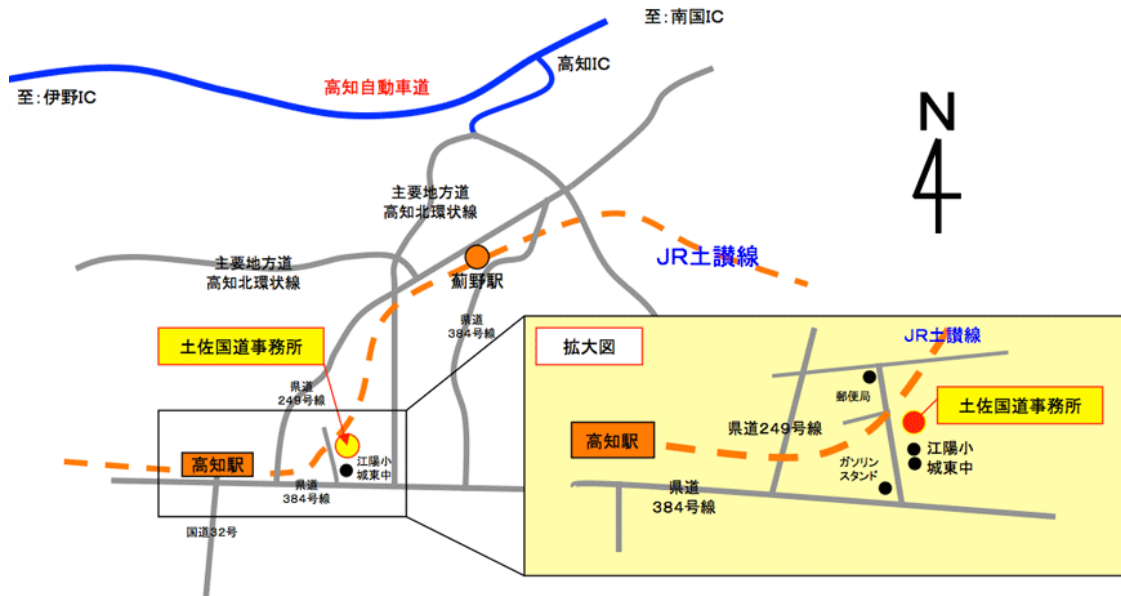 至：南国IC
高知IC
高知自動車道
至：伊野IC
N
主要地方道
高知北環状線
JR土讃線
主要地方道
高知北環状線
薊野駅
県道
384号線
土佐国道事務所
拡大図
JR土讃線
郵便局
土佐国道事務所
県道
249号線
県道249号線
高知駅
江陽小
城東中
ガソリン
スタンド
県道
384号線
高知駅
江陽小
城東中
県道
384号線
国道32号